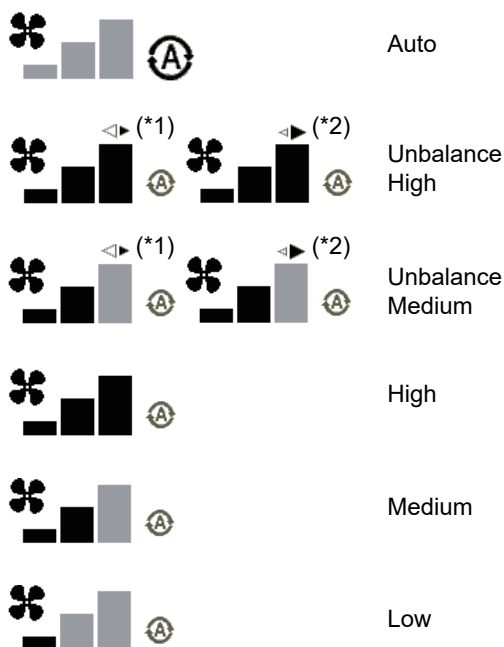 A Auto
(*1) (*2)
A A Unbalance
High
(*1) (*2)
A A Unbalance
Medium
A High
A Medium
A Low